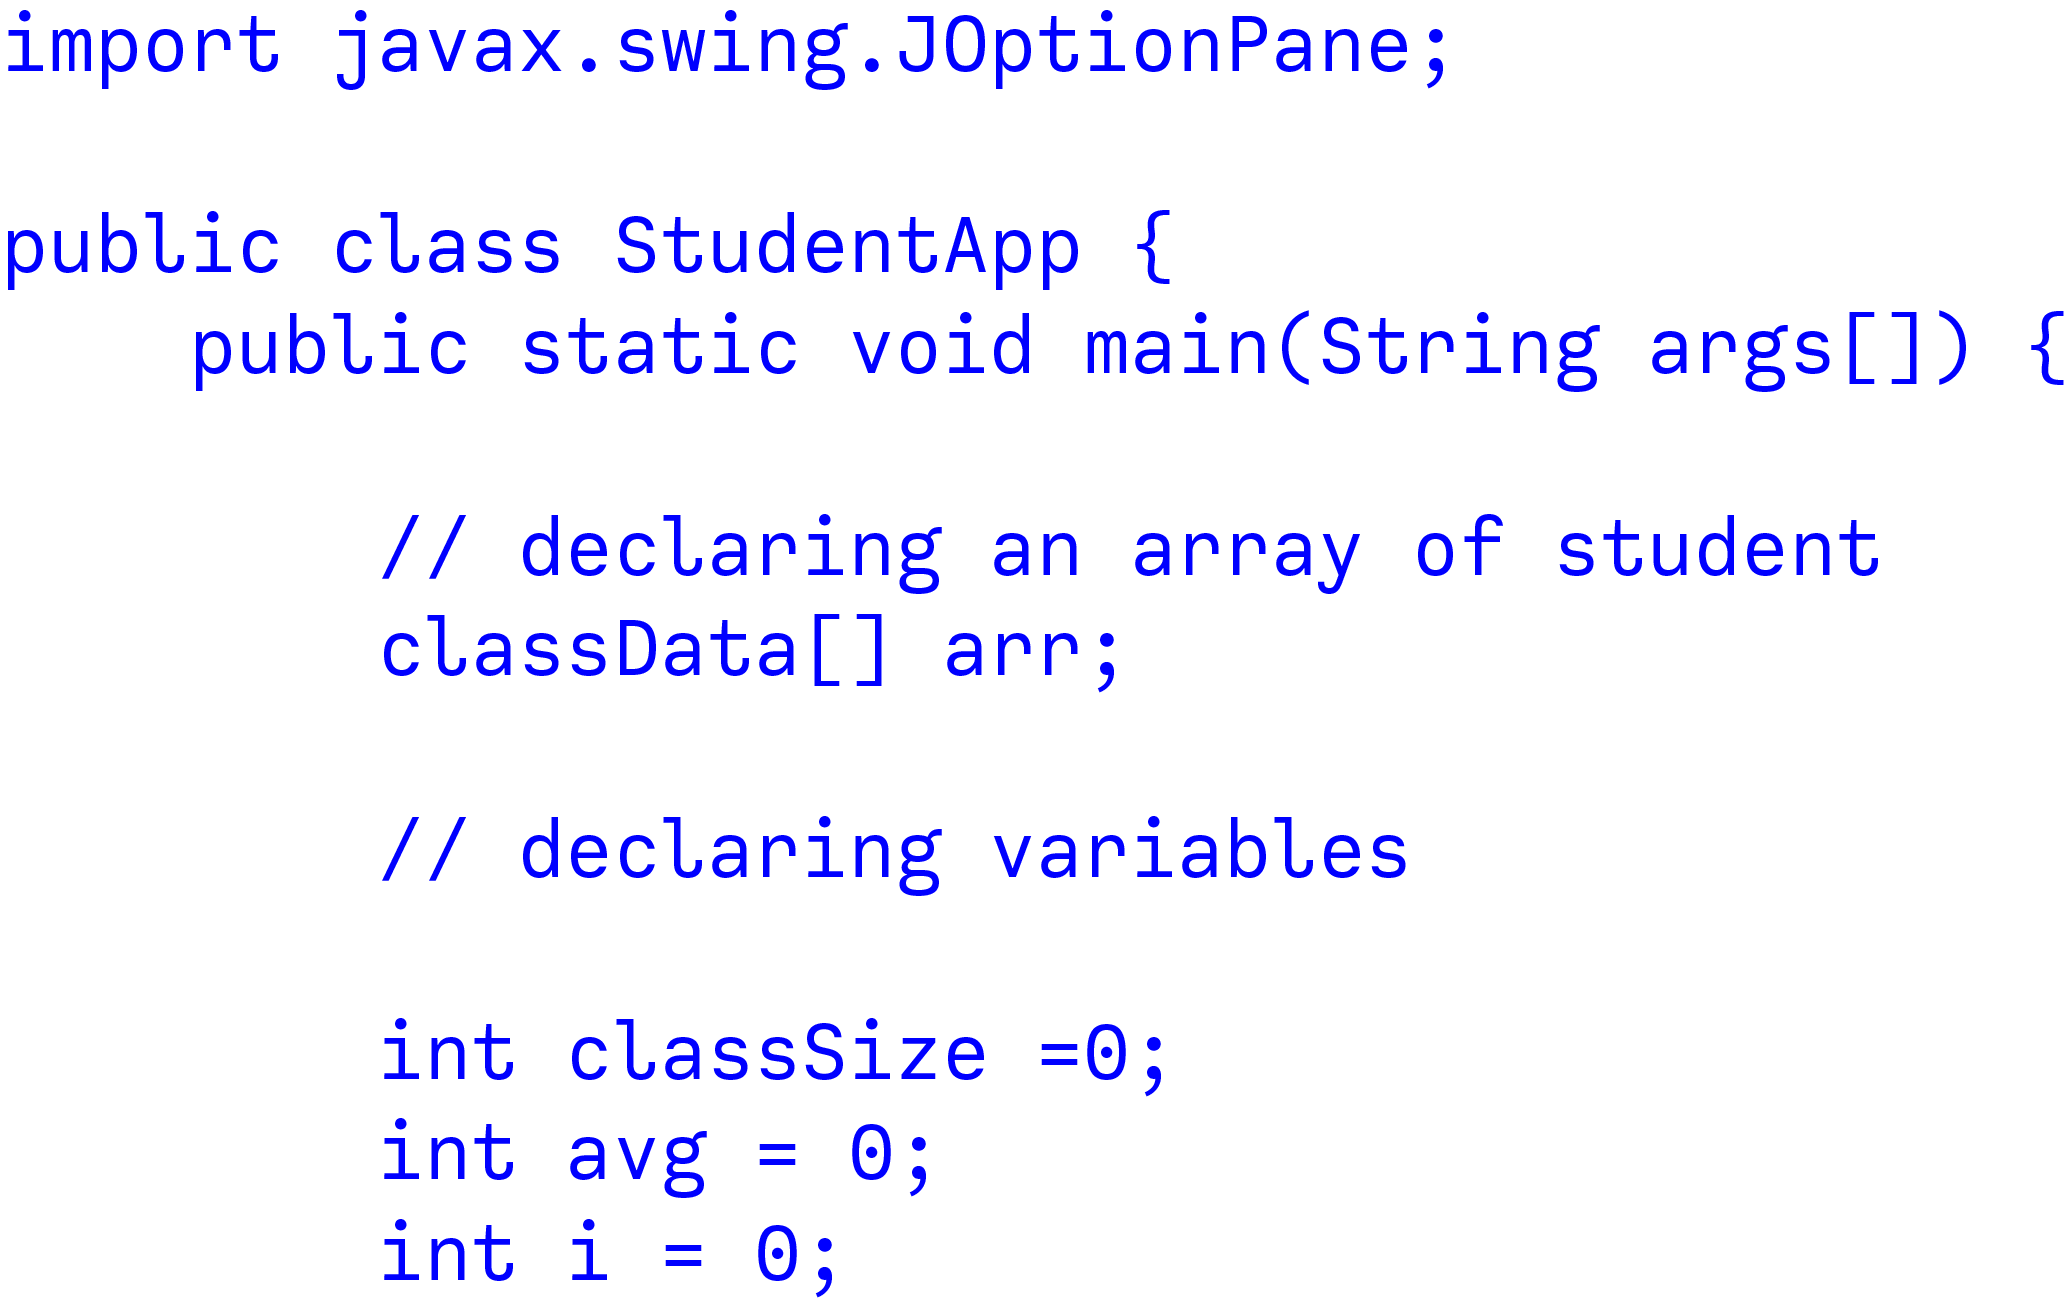 import javax.swing.JOptionPane;

public class StudentApp {
    public static void main(String args[]) {

        // declaring an array of student
        classData[] arr;

        // declaring variables

        int classSize =0;
        int avg = 0;
        int i = 0;